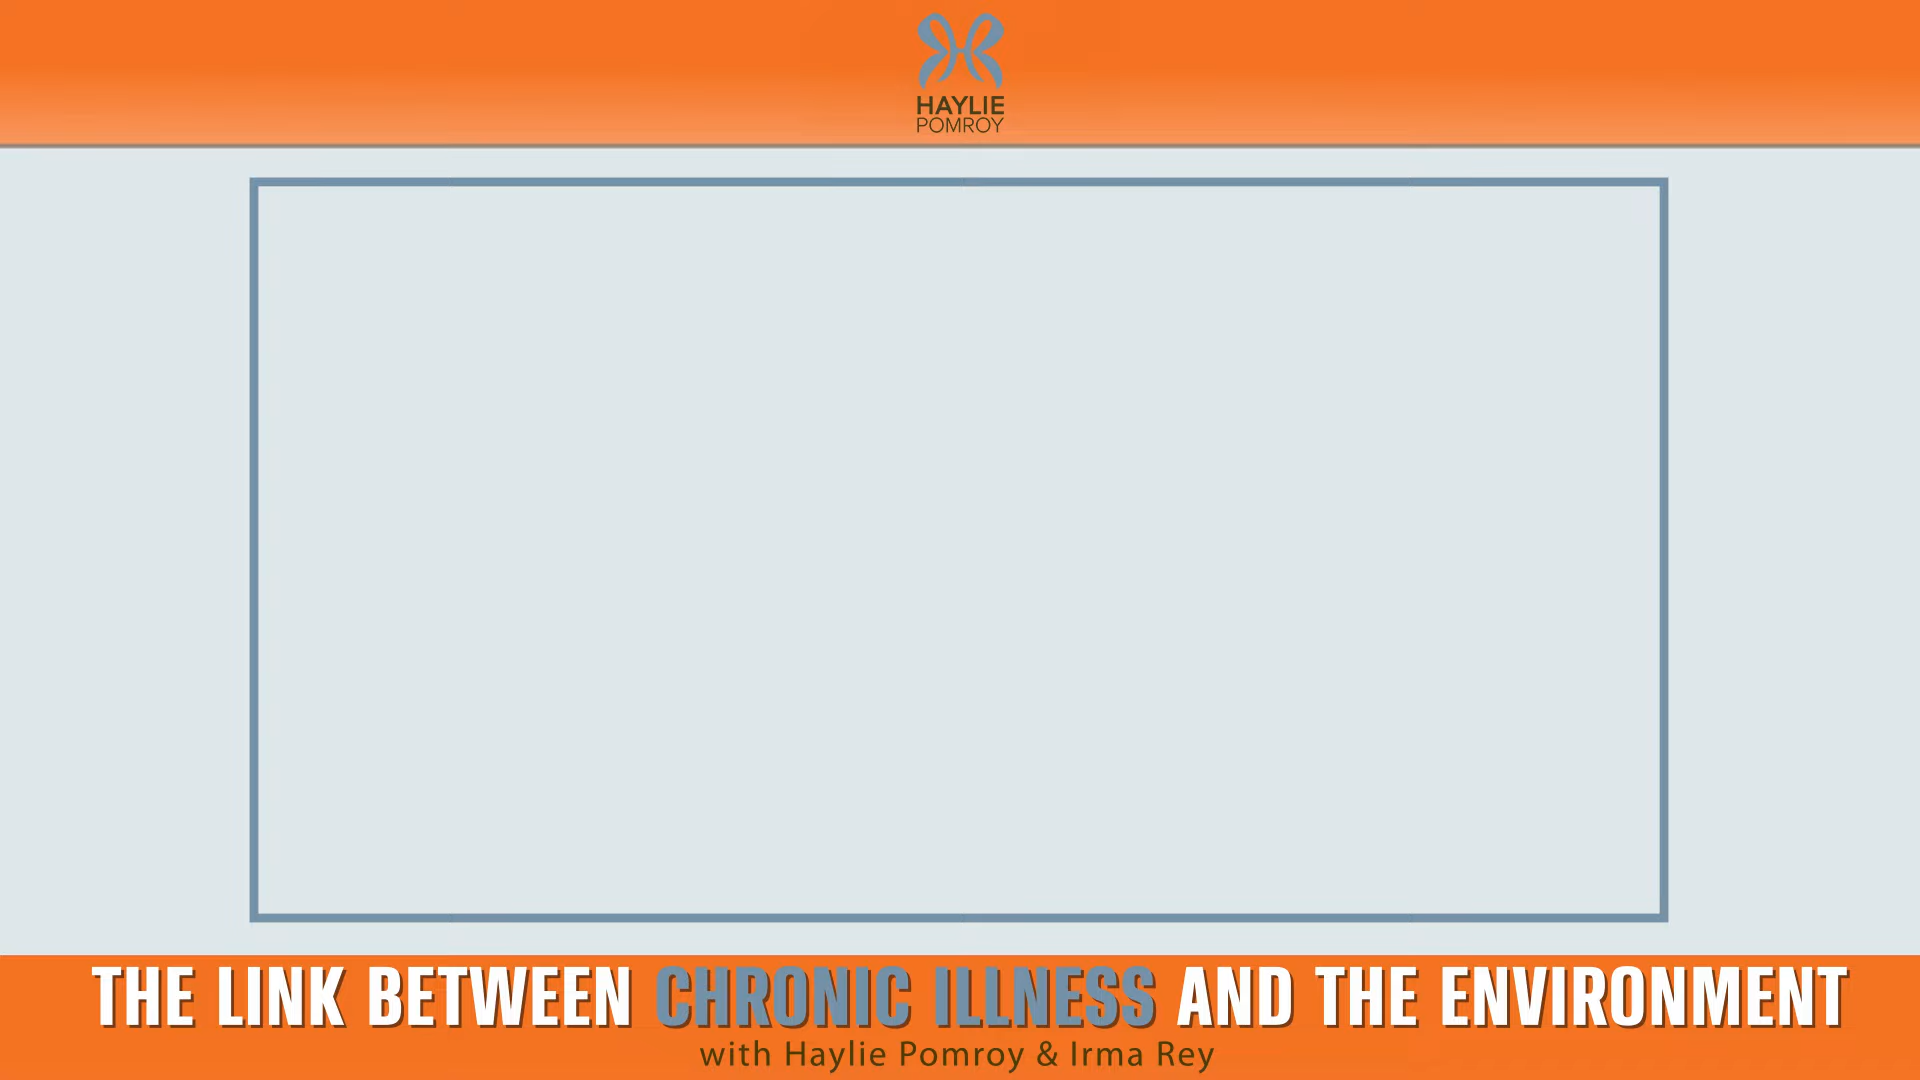 HAYLIE
POMROY
THE LINK BETWEEN CHRONIC ILLNESS AND THE ENVIRONMENT
with Haylie Pomroy & Irma Rey